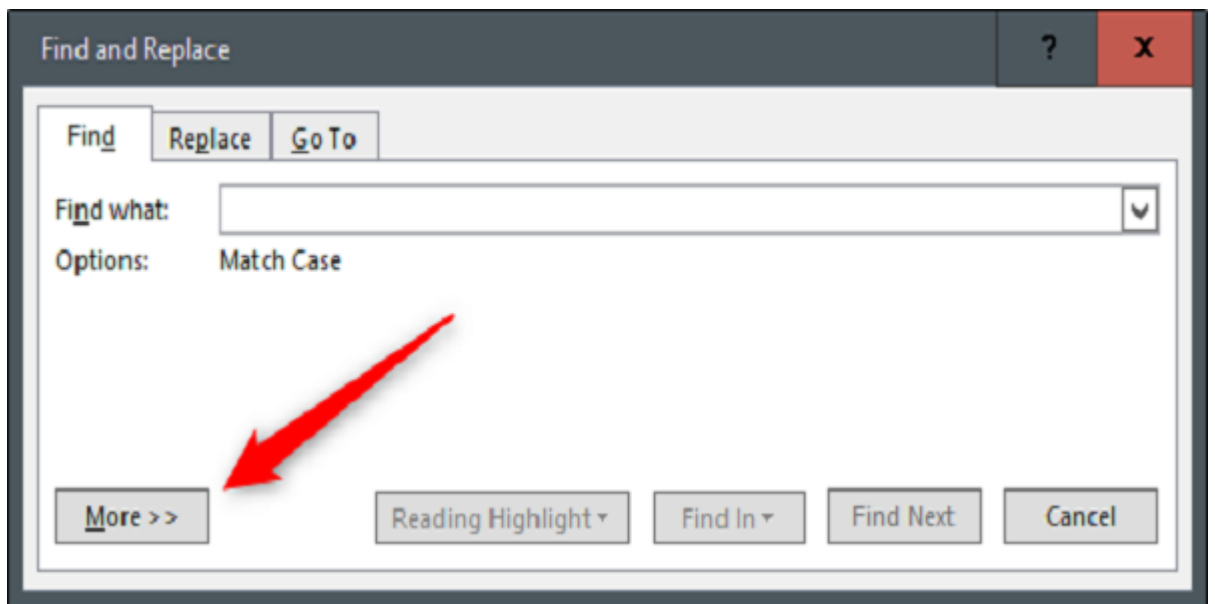 Find and Replace ? X
Find Replace Go To
Find what:
Options: Match Case
More >> Reading Highlight Find In Find Next Cancel